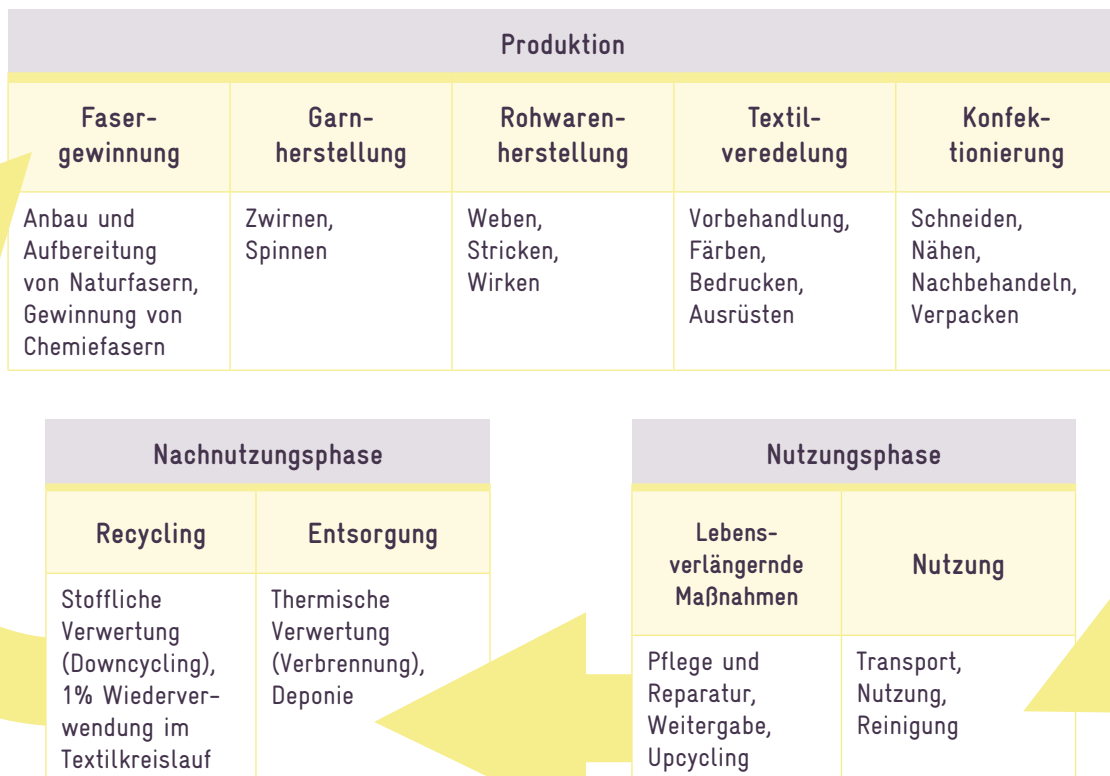 Produktion
Faser-
gewinnung
Garn-
herstellung
Rohwaren-
herstellung
Textil-
veredelung
Konfek-
tionierung
Anbau und
Aufbereitung
von Naturfasern,
Gewinnung von
Chemiefasern
Zwirnen,
Spinnen
Weben,
Stricken,
Wirken
Vorbehandlung,
Färben,
Bedrucken,
Ausrüsten
Schneiden,
Nähen,
Nachbehandeln,
Verpacken
Nachnutzungsphase
Recycling
Entsorgung
Stoffliche
Verwertung
(Downcycling),
1% Wiederver-
wendung im
Textilkreislauf
Thermische
Verwertung
(Verbrennung),
Deponie
Nutzungsphase
Lebens-
verlängernde
Maßnahmen
Nutzung
Pflege und
Reparatur,
Weitergabe,
Upcycling
Transport,
Nutzung,
Reinigung